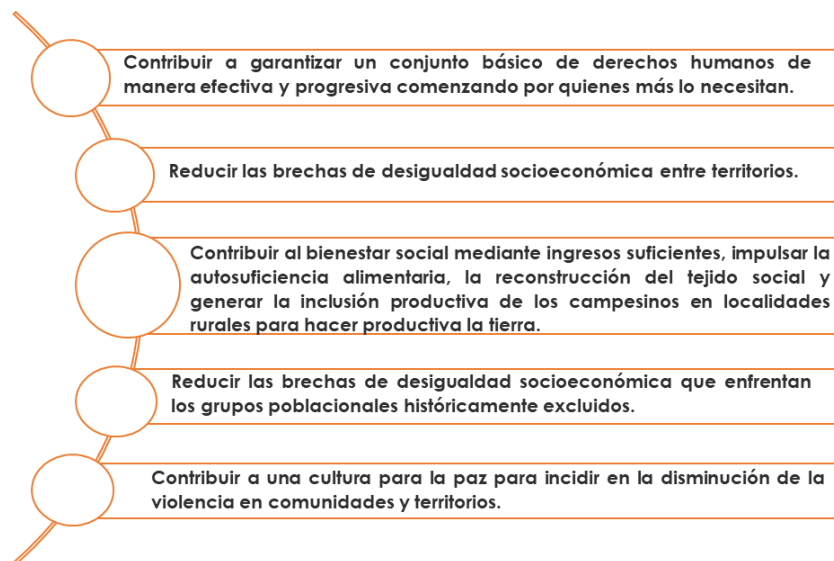 Contribuir a garantizar un conjunto básico de derechos humanos de
manera efectiva y progresiva comenzando por quienes más lo necesitan.
Reducir las brechas de desigualdad socioeconómica entre territorios.
Contribuir al bienestar social mediante ingresos suficientes, impulsar la
autosuficiencia alimentaria, la reconstrucción del tejido social y
generar la inclusión productiva de los campesinos en localidades
rurales para hacer productiva la tierra.
Reducir las brechas de desigualdad socioeconómica que enfrentan
los grupos poblacionales históricamente excluidos.
Contribuir a una cultura para la paz para incidir en la disminución de la
violencia en comunidades y territorios.